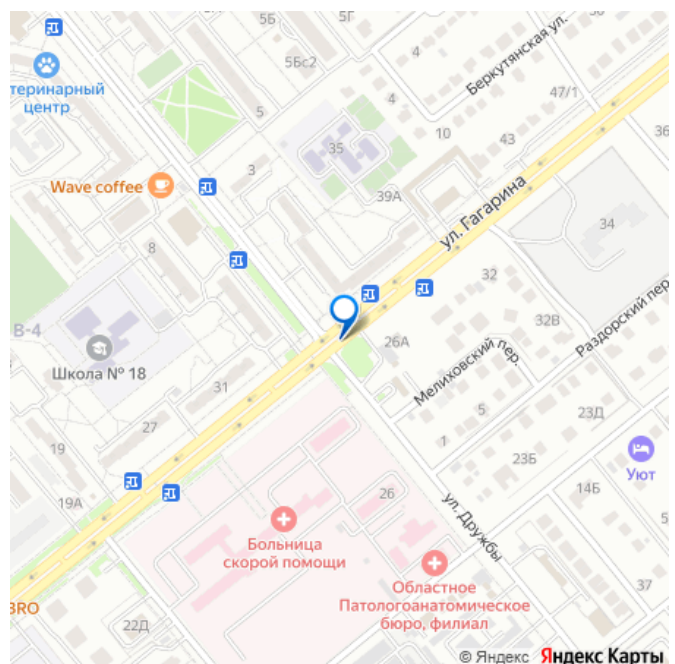 5Б
5Г
5Бс2
4
Беркутянская ул.
теринарный
центр
5
4
47/1
10
43
36
35
3
Wave coffee
39А
ул. Гагарина
34
8
32
В-4
32В
Раздорский пер.
26А
Школа № 18
Мелиховский пер.
31
5
23Д
27
1
19
23Б
Уют
14Б
19А
26
ул. Дружбы
5
Больница
скорой помощи
Областное
Патологоанатомическое
бюро, филиал
37
BRO
22Д
© Яндекс Яндекс Карты